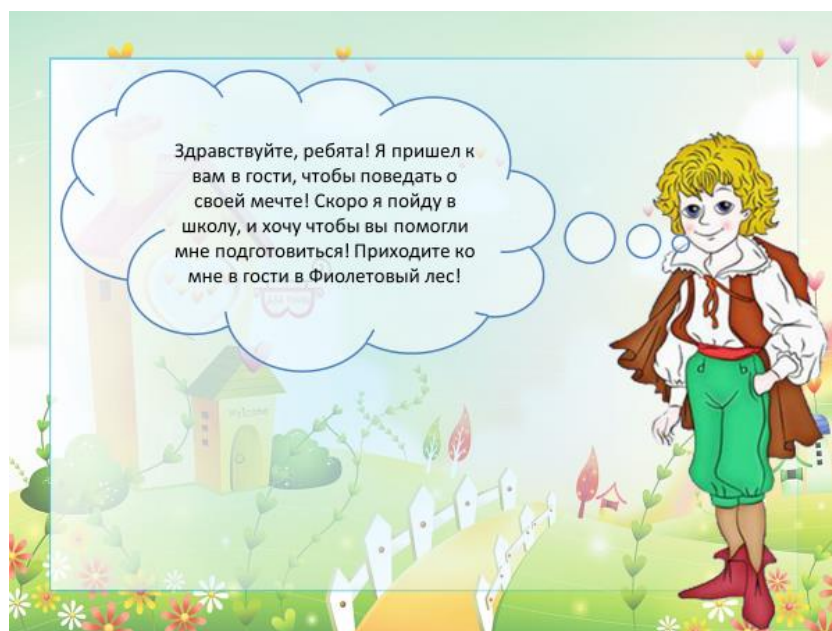 Здравствуйте, ребята! Я пришел к
вам в гости, чтобы поведать о
своей мечте! Скоро я пойду в
школу, и хочу чтобы вы помогли
мне подготовиться! Приходите ко
мне в гости в Фиолетовый лес!
welcome